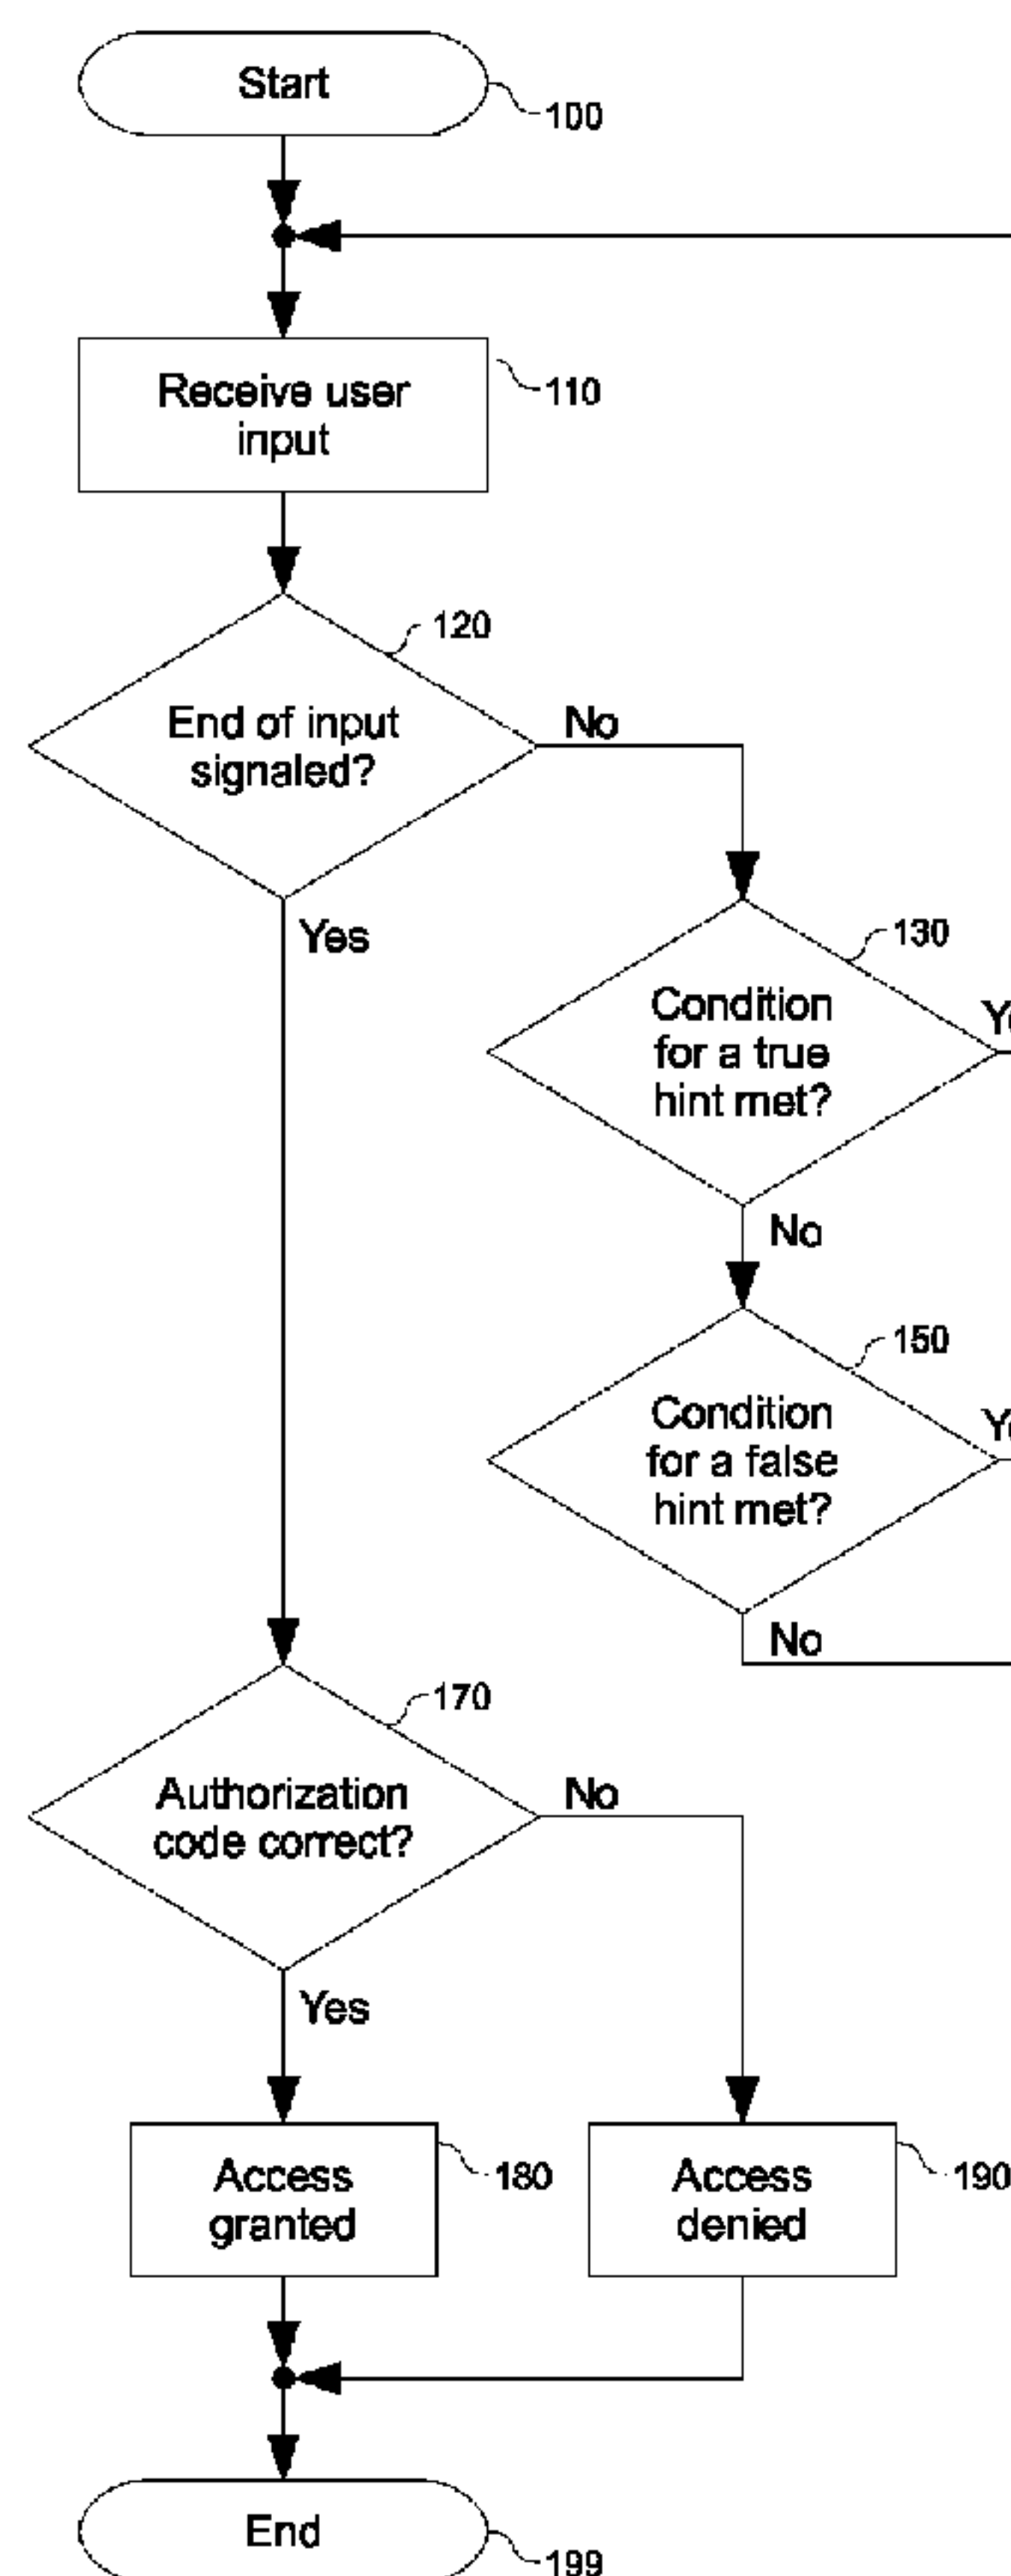 Start
100
Receive user
input
110
120
End of input
signaled?
No
Yes
130
Condition
for a true
hint met?
No
150
Condition
for a false
hint met?
No
170
Authorization
code correct?
No
Yes
Access
granted
180
Access
denied
190
End
199